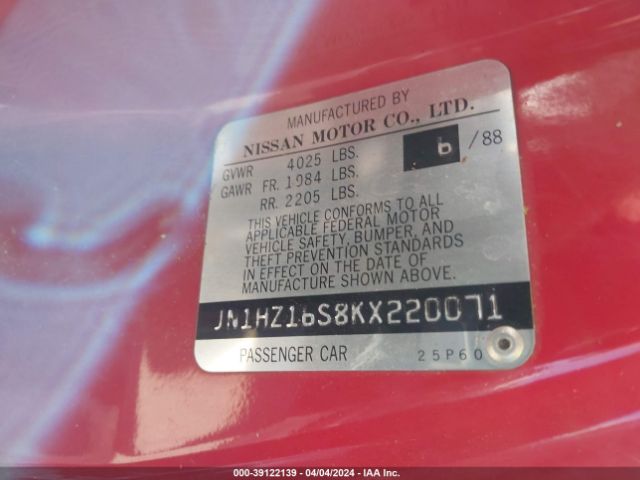 MANUFACTURED BY
NISSAN MOTOR CO., LTD.
GVWR 4025 LBS. 6 /88
GAWR FR. 1984 LBS.
RR. 2205 LBS.
THIS VEHICLE CONFORMS TO ALL
APPLICABLE FEDERAL MOTOR
VEHICLE SAFETY, BUMPER, AND
THEFT PREVENTION STANDARDS
IN EFFECT ON THE DATE OF
MANUFACTURE SHOWN ABOVE.
JN1HZ16S8KX220071
PASSENGER CAR 25P60
000-39122139 - 04/04/2024 - IAA Inc.